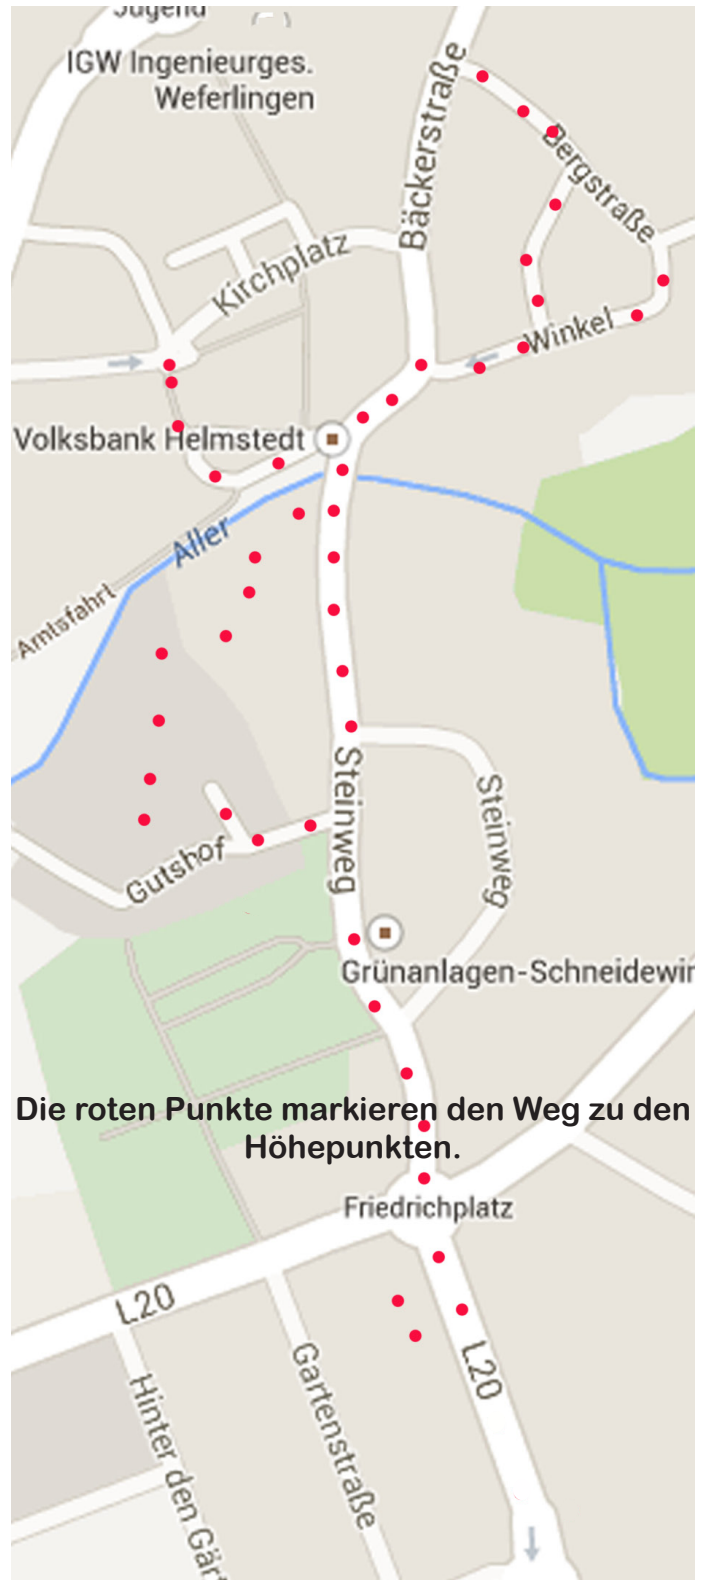 Jugend
IGW Ingenieurges.
Weferlingen
Bäckerstraße
Bergstraße
Kirchplatz
Winkel
Volksbank Helmstedt
Aller
Amtsfahrt
Steinweg
Steinweg
Gutshof
Grünanlagen-Schneidewin
Die roten Punkte markieren den Weg zu den
Höhepunkten.
Friedrichplatz
L20
L20
Gartenstraße
Hinter den Gär